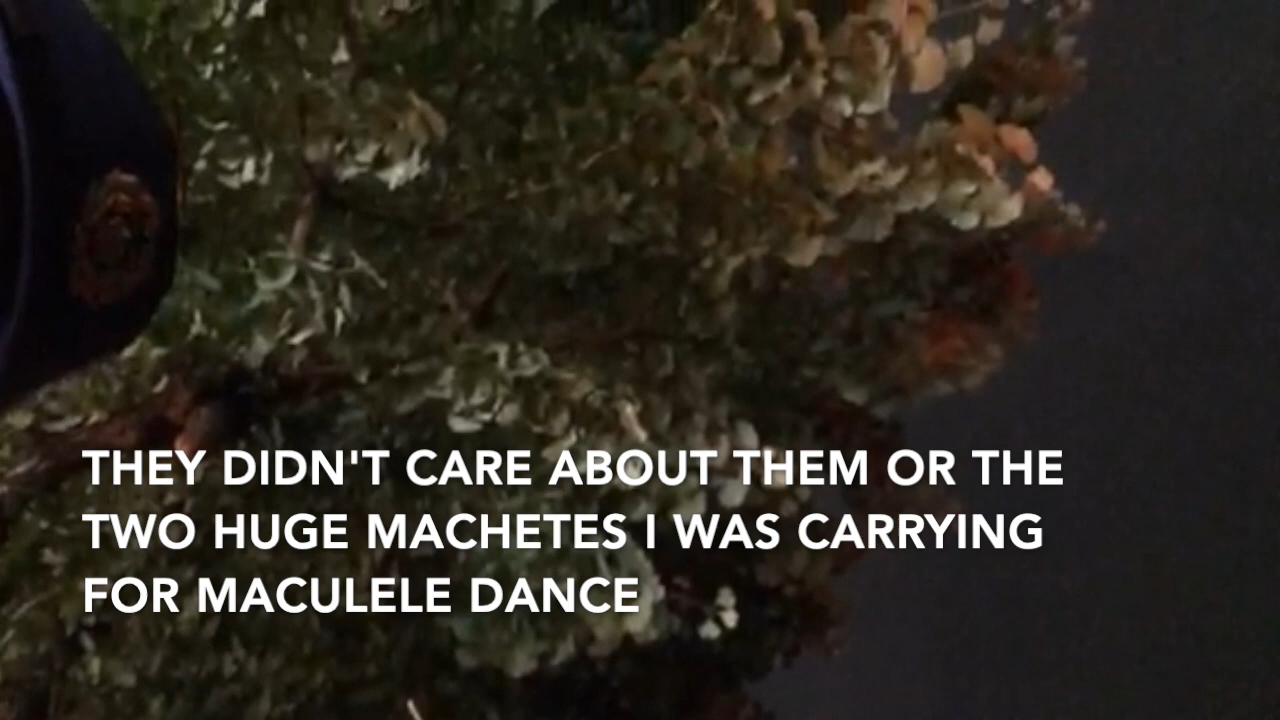 THEY DIDN'T CARE ABOUT THEM OR THE
TWO HUGE MACHETES I WAS CARRYING
FOR MACULELE DANCE